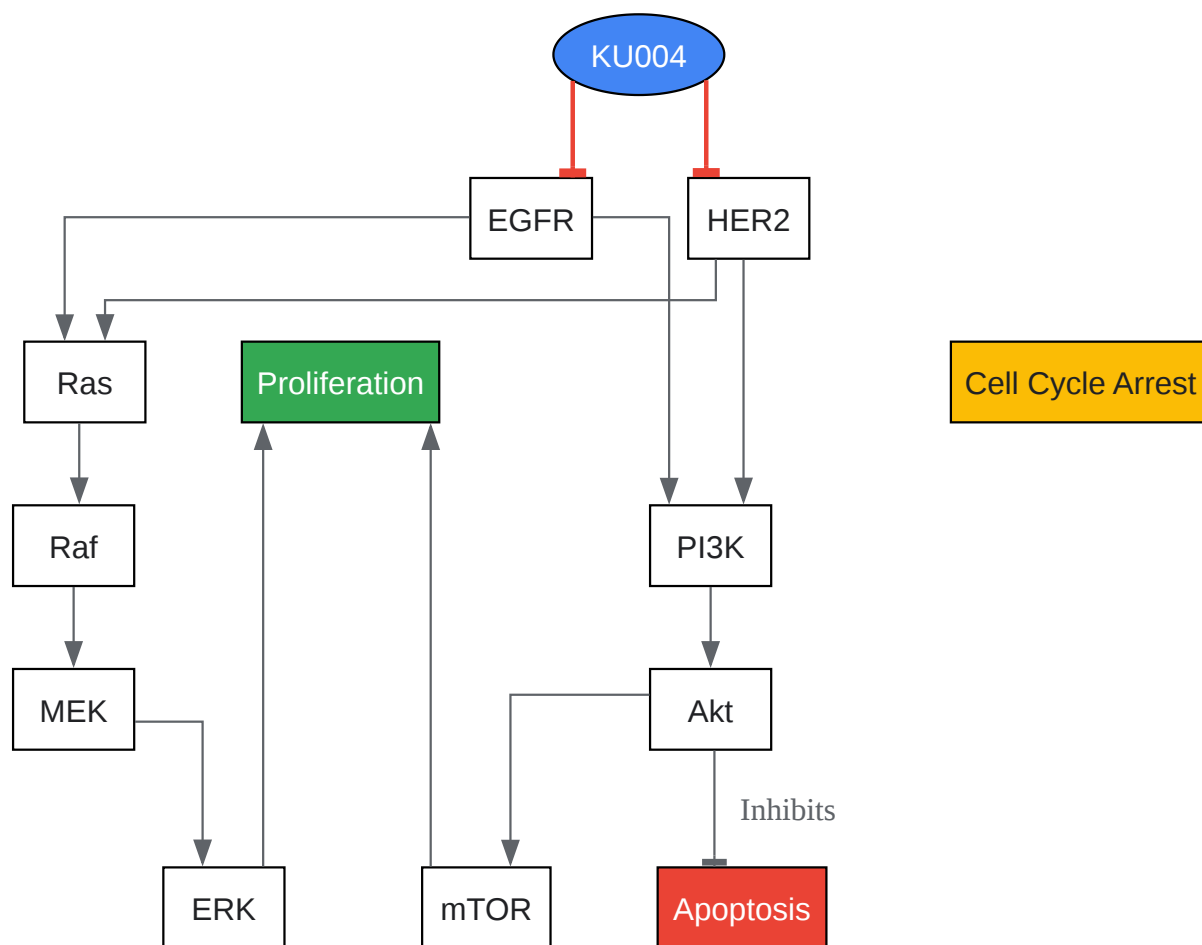 KU004
EGFR
HER2
Ras
Proliferation
Cell Cycle Arrest
Raf
PI3K
MEK
Akt
Inhibits
ERK
mTOR
Apoptosis